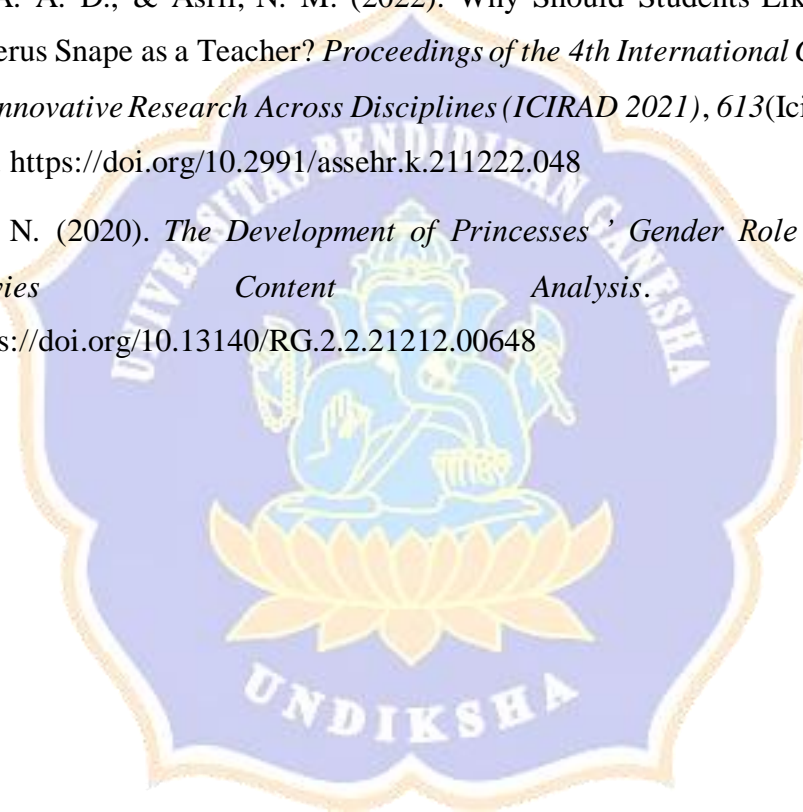 A. A. D., & Asril, N. M. (2022). Why Should Students Lik
erus Snape as a Teacher? Proceedings of the 4th International C
nnovative Research Across Disciplines (ICIRAD 2021), 613(Ici
https://doi.org/10.2991/assehr.k.211222.048
N. (2020). The Development of Princesses ’ Gender Role
ies Content Analysis.
s://doi.org/10.13140/RG.2.2.21212.00648
UNIVERSITAS PENDIDIKAN GANESHA
UNDIKSHA